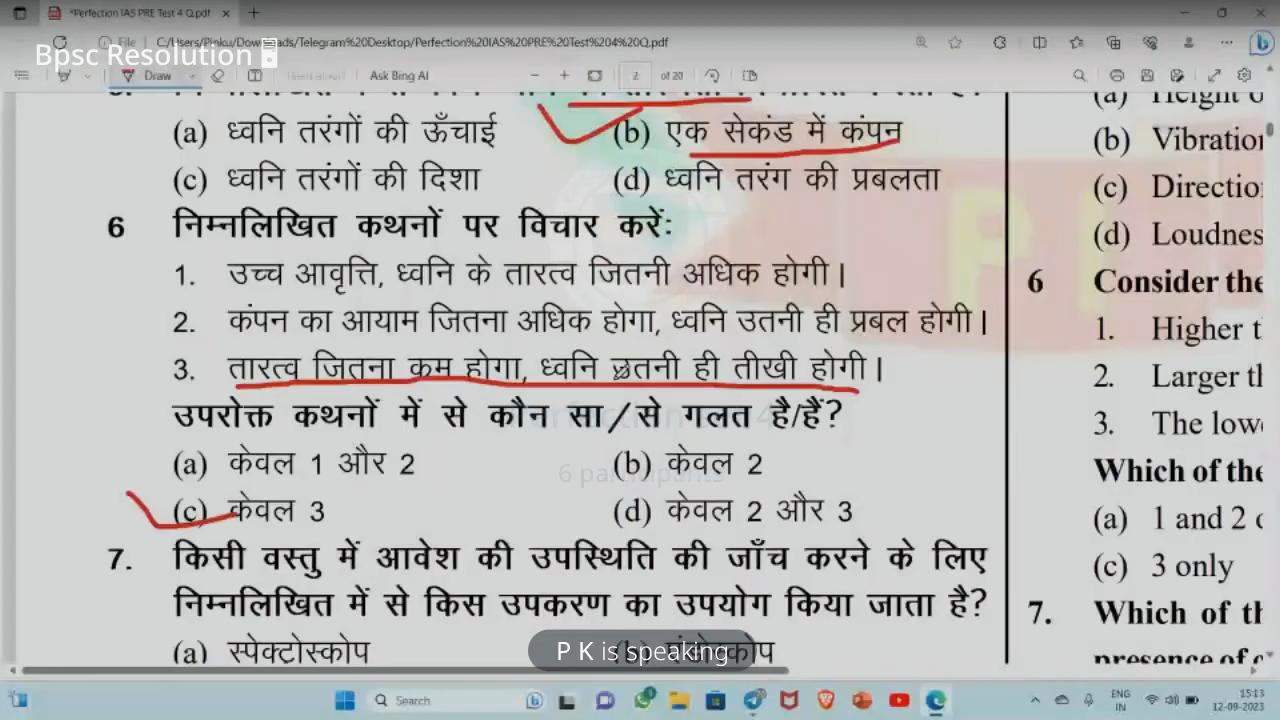 *Perfection IAS PRE Test 4 Q.pdf
File C:/Users/Pinku/Downloads/Telegram%20Desktop/Perfection%20IAS%20PRE%20Test%204%20Q.pdf
Bpsc Resolution
Draw
Ask Bing AI
2 of 20
(a) ध्वनि तरंगों की ऊँचाई (b) एक सेकंड में कंपन
(c) ध्वनि तरंगों की दिशा (d) ध्वनि तरंग की प्रबलता
6 निम्नलिखित कथनों पर विचार करें:
1. उच्च आवृत्ति, ध्वनि के तारत्व जितनी अधिक होगी।
2. कंपन का आयाम जितना अधिक होगा, ध्वनि उतनी ही प्रबल होगी।
3. तारत्व जितना कम होगा, ध्वनि उतनी ही तीखी होगी।
उपरोक्त कथनों में से कौन सा/से गलत है/हैं?
(a) केवल 1 और 2 (b) केवल 2
6 participants
(c) केवल 3 (d) केवल 2 और 3
7. किसी वस्तु में आवेश की उपस्थिति की जाँच करने के लिए
निम्नलिखित में से किस उपकरण का उपयोग किया जाता है?
(a) स्पेक्ट्रोस्कोप (b)
P K is speaking
(a) Height o
(b) Vibration
(c) Directio
(d) Loudnes
6 Consider the
1. Higher t
2. Larger th
3. The low
Which of the
(a) 1 and 2
(c) 3 only
7. Which of th
presence of
Search
ENG
IN
15:13
12-09-2023